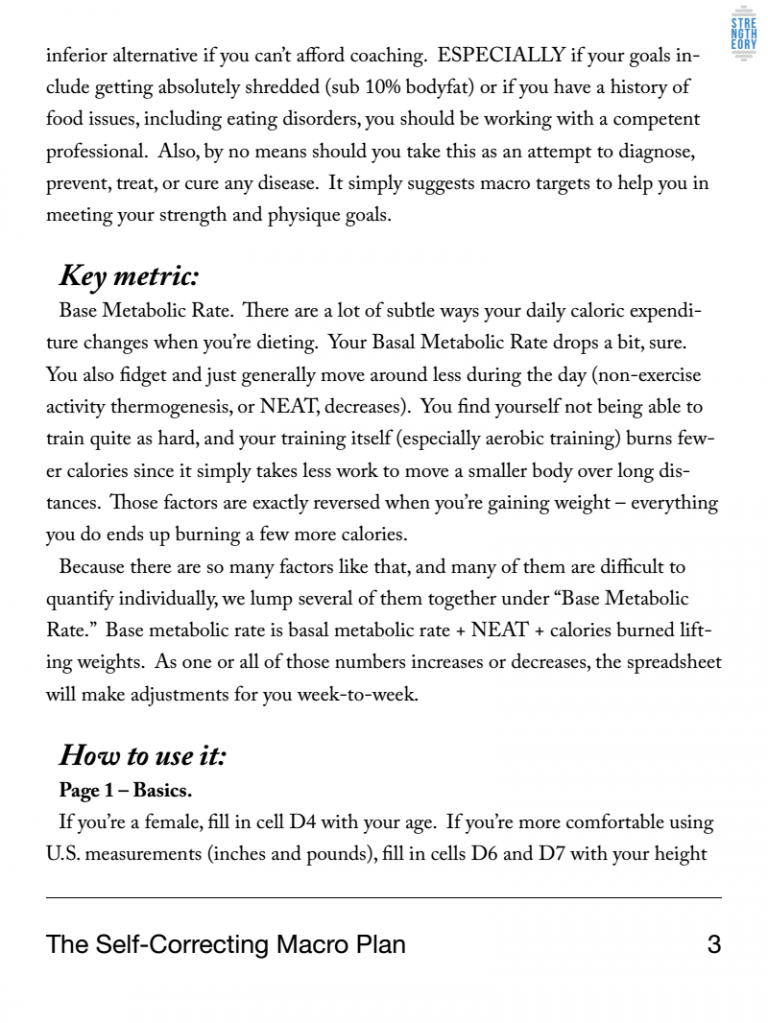 STRE
NGTH
EORY
inferior alternative if you can’t afford coaching.  ESPECIALLY if your goals in-
clude getting absolutely shredded (sub 10% bodyfat) or if you have a history of
food issues, including eating disorders, you should be working with a competent
professional.  Also, by no means should you take this as an attempt to diagnose,
prevent, treat, or cure any disease.  It simply suggests macro targets to help you in
meeting your strength and physique goals.
Key metric:
Base Metabolic Rate.  There are a lot of subtle ways your daily caloric expendi-
ture changes when you’re dieting.  Your Basal Metabolic Rate drops a bit, sure.
You also fidget and just generally move around less during the day (non-exercise
activity thermogenesis, or NEAT, decreases).  You find yourself not being able to
train quite as hard, and your training itself (especially aerobic training) burns few-
er calories since it simply takes less work to move a smaller body over long dis-
tances.  Those factors are exactly reversed when you’re gaining weight – everything
you do ends up burning a few more calories.
Because there are so many factors like that, and many of them are difficult to
quantify individually, we lump several of them together under “Base Metabolic
Rate.”  Base metabolic rate is basal metabolic rate + NEAT + calories burned lift-
ing weights.  As one or all of those numbers increases or decreases, the spreadsheet
will make adjustments for you week-to-week.
How to use it:
Page 1 – Basics.
If you’re a female, fill in cell D4 with your age.  If you’re more comfortable using
U.S. measurements (inches and pounds), fill in cells D6 and D7 with your height
The Self-Correcting Macro Plan 3